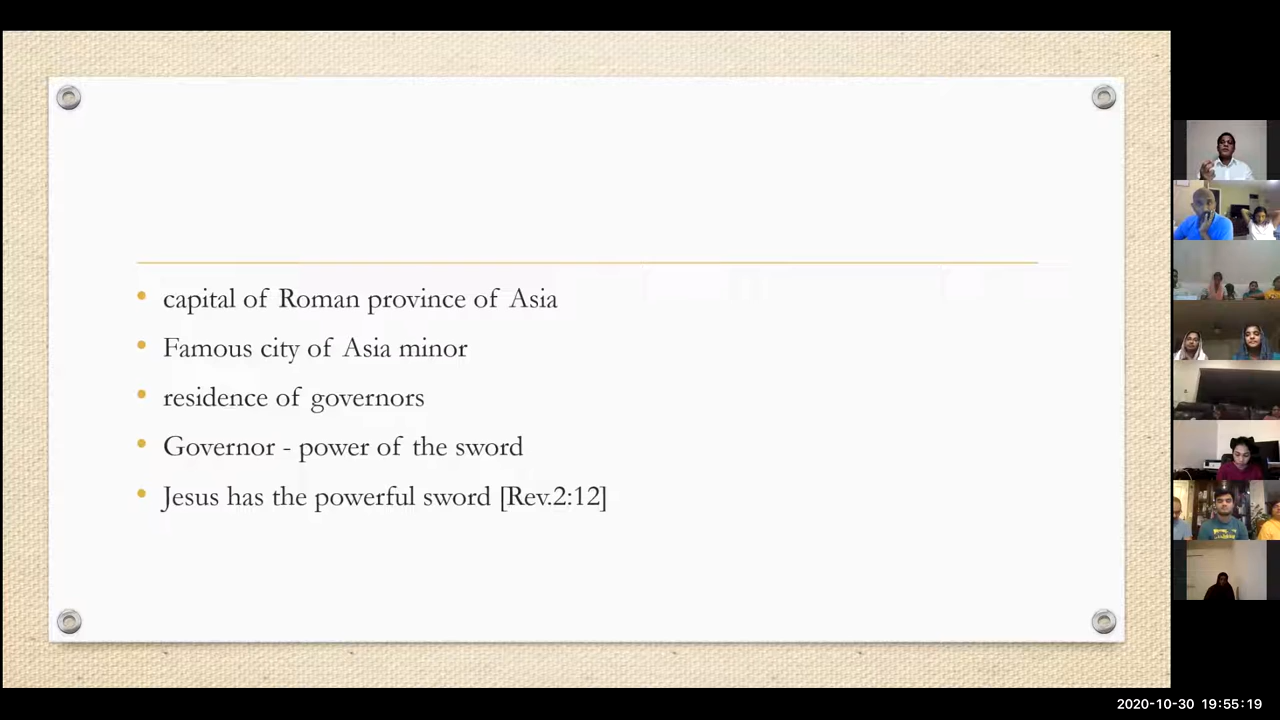 capital of Roman province of Asia
Famous city of Asia minor
residence of governors
Governor - power of the sword
Jesus has the powerful sword [Rev.2:12]
2020-10-30 19:55:19